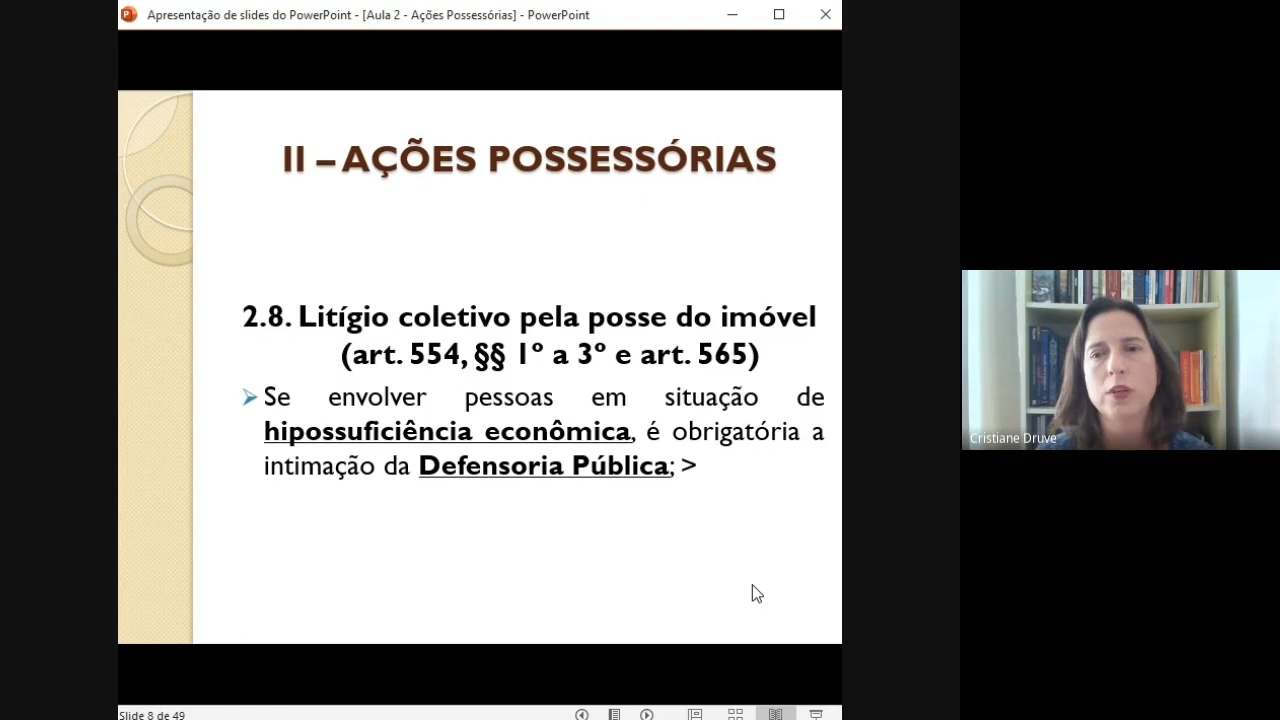 Apresentação de slides do PowerPoint - [Aula 2 - Ações Possessórias] - PowerPoint
II – AÇÕES POSSESSÓRIAS
2.8. Litígio coletivo pela posse do imóvel
(art. 554, §§ 1º a 3º e art. 565)
Se envolver pessoas em situação de
hipossuficiência econômica, é obrigatória a
intimação da Defensoria Pública; >
Cristiane Druve
Slide 8 de 49